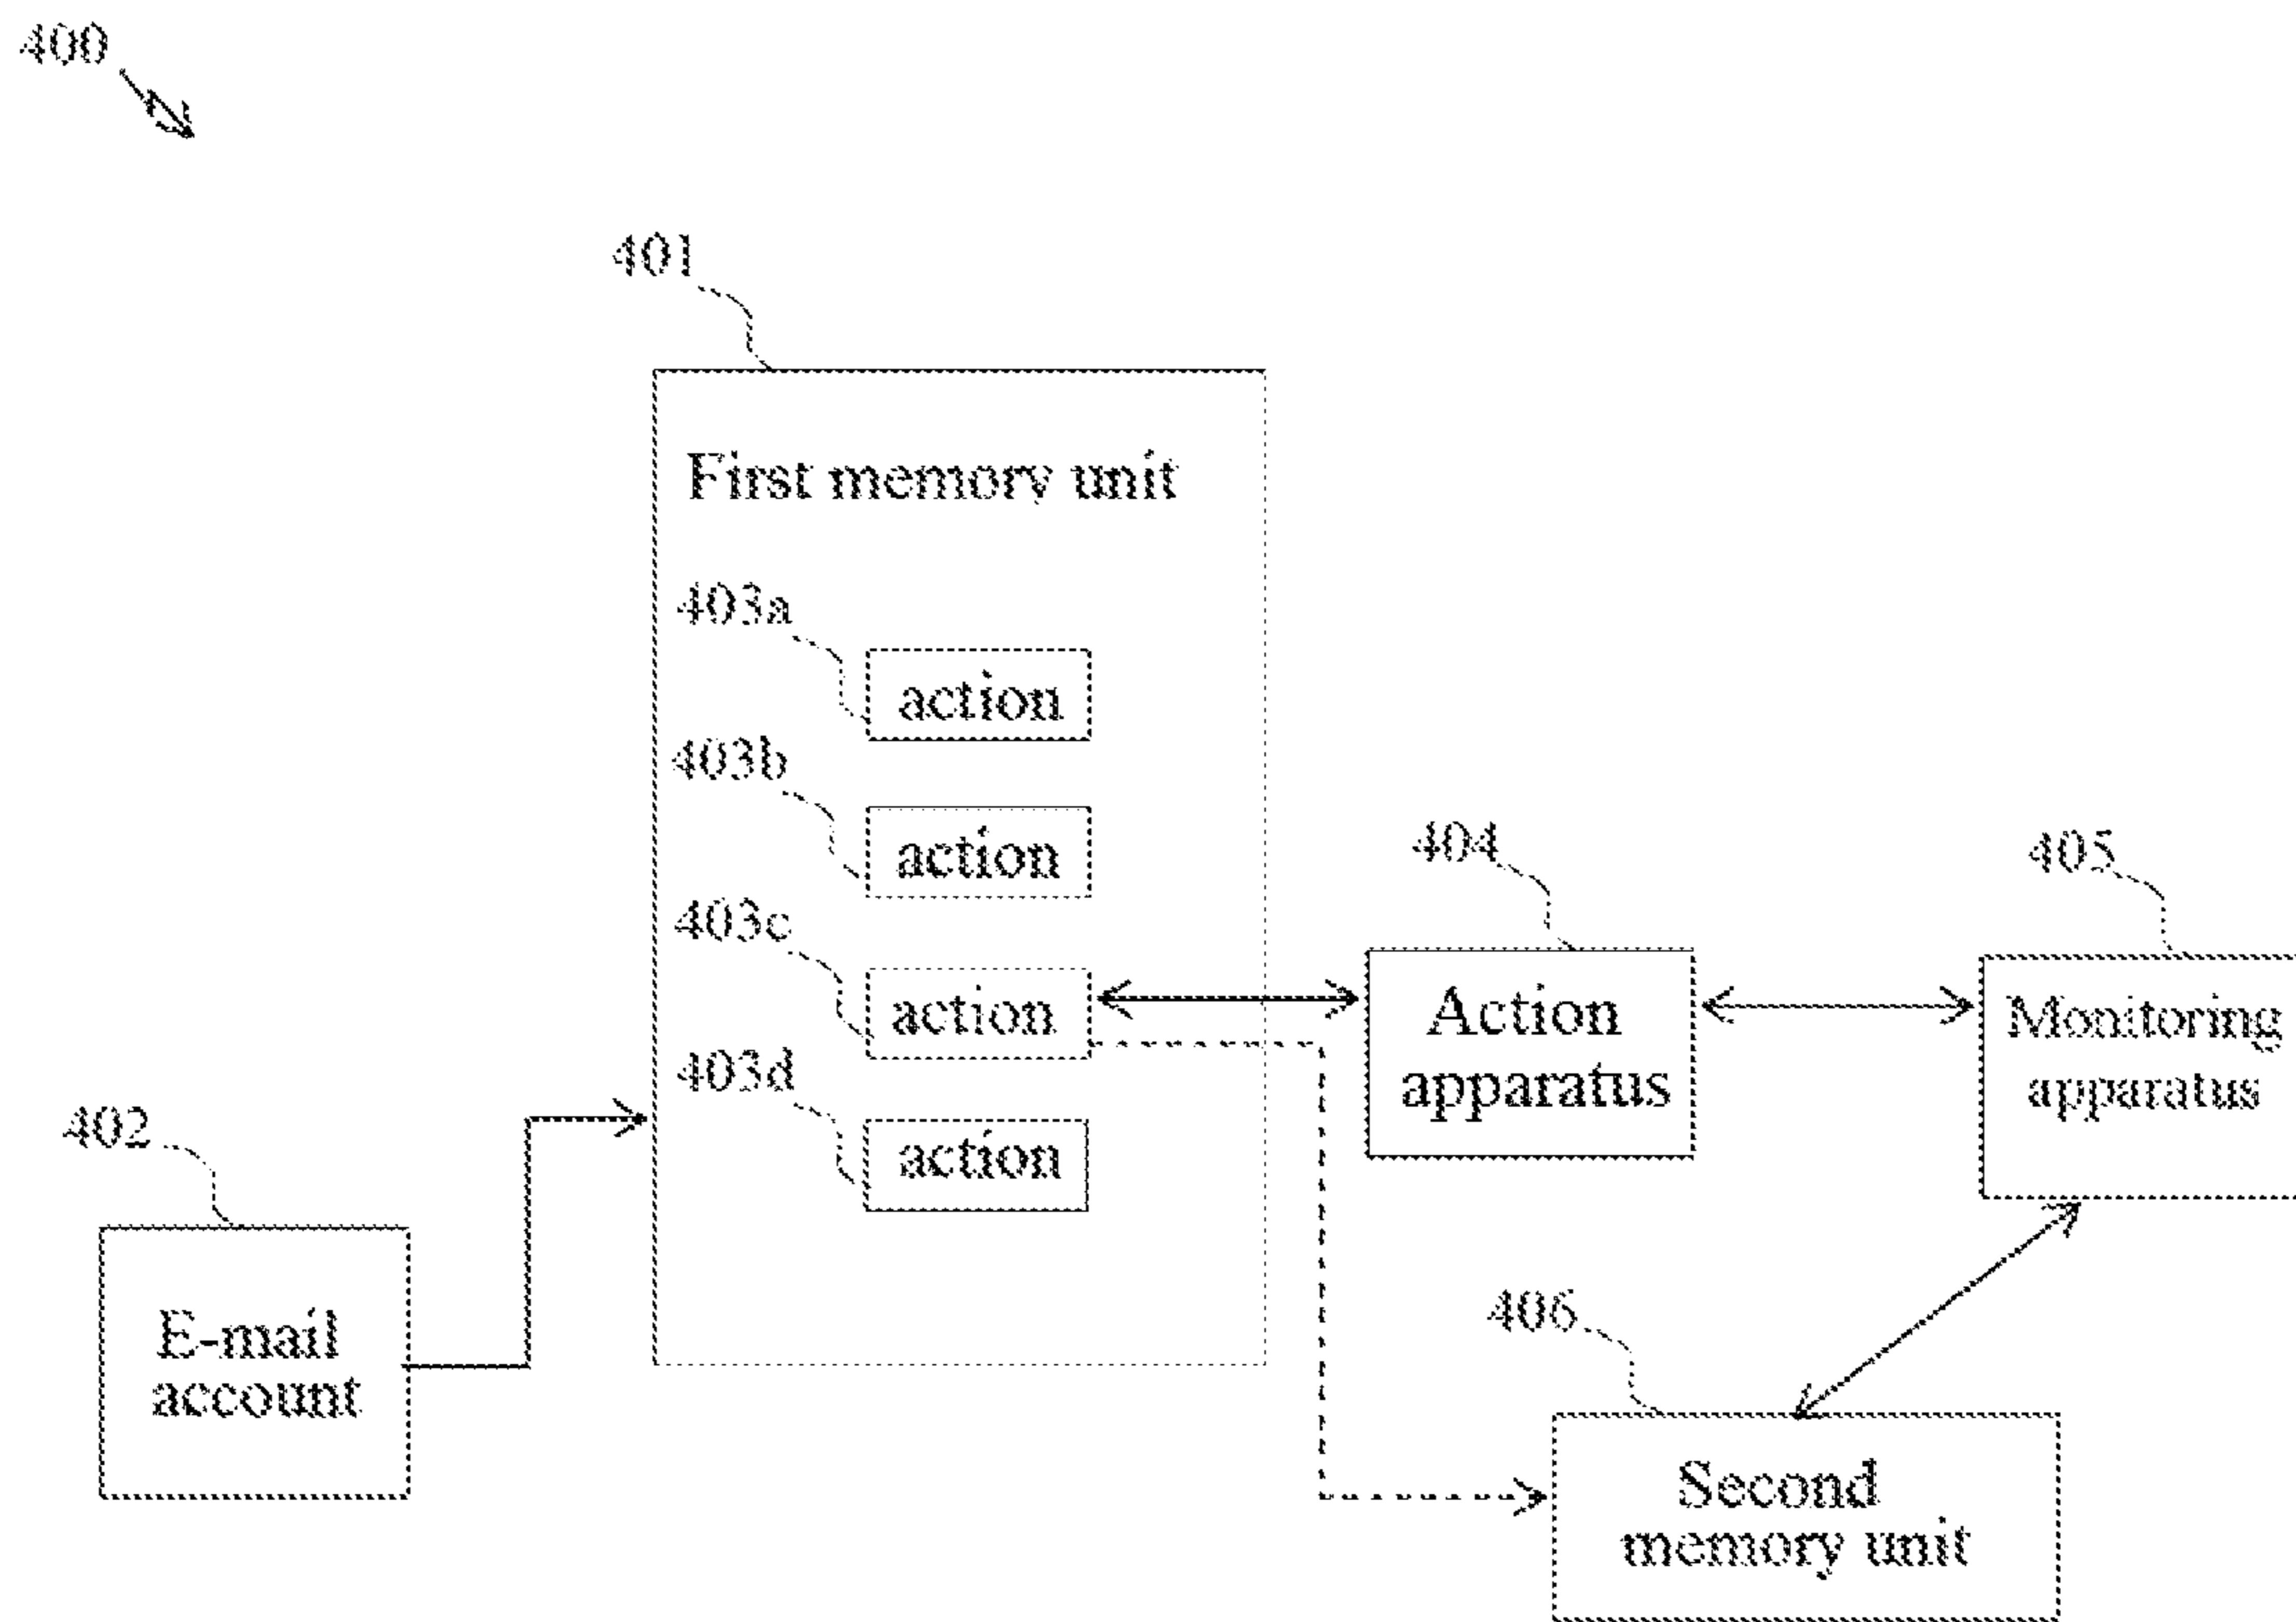 400
401
First memory unit
403a
action
403b
action
403c
action
403d
action
404
Action
apparatus
405
Monitoring
apparatus
402
E-mail
account
406
Second
memory unit